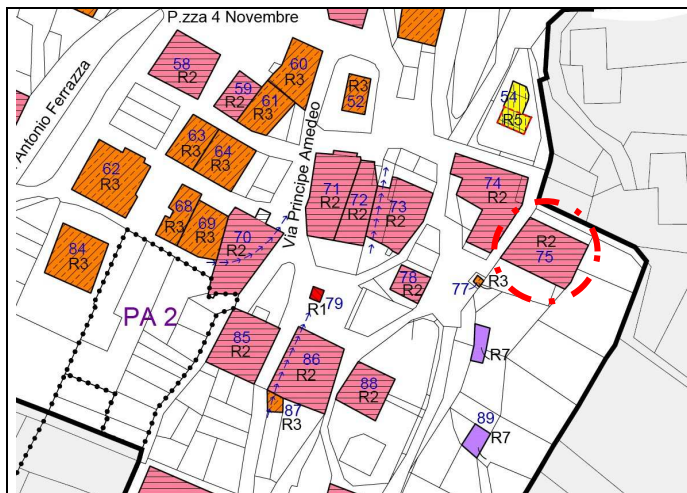 P.zza 4 Novembre
Antonio Ferrazza
VIa Principe Amedeo
58
R2
59
R2
60
R3
61
R3
R3
52
54
R5
63
R3
64
R3
62
R3
68
R3
69
R3
70
R2
71
R2
72
R2
73
R2
74
R2
R2
75
84
R3
PA 2
78
R2
77
R3
79
R1
85
R2
86
R2
87
R3
88
R2
R7
89
R7